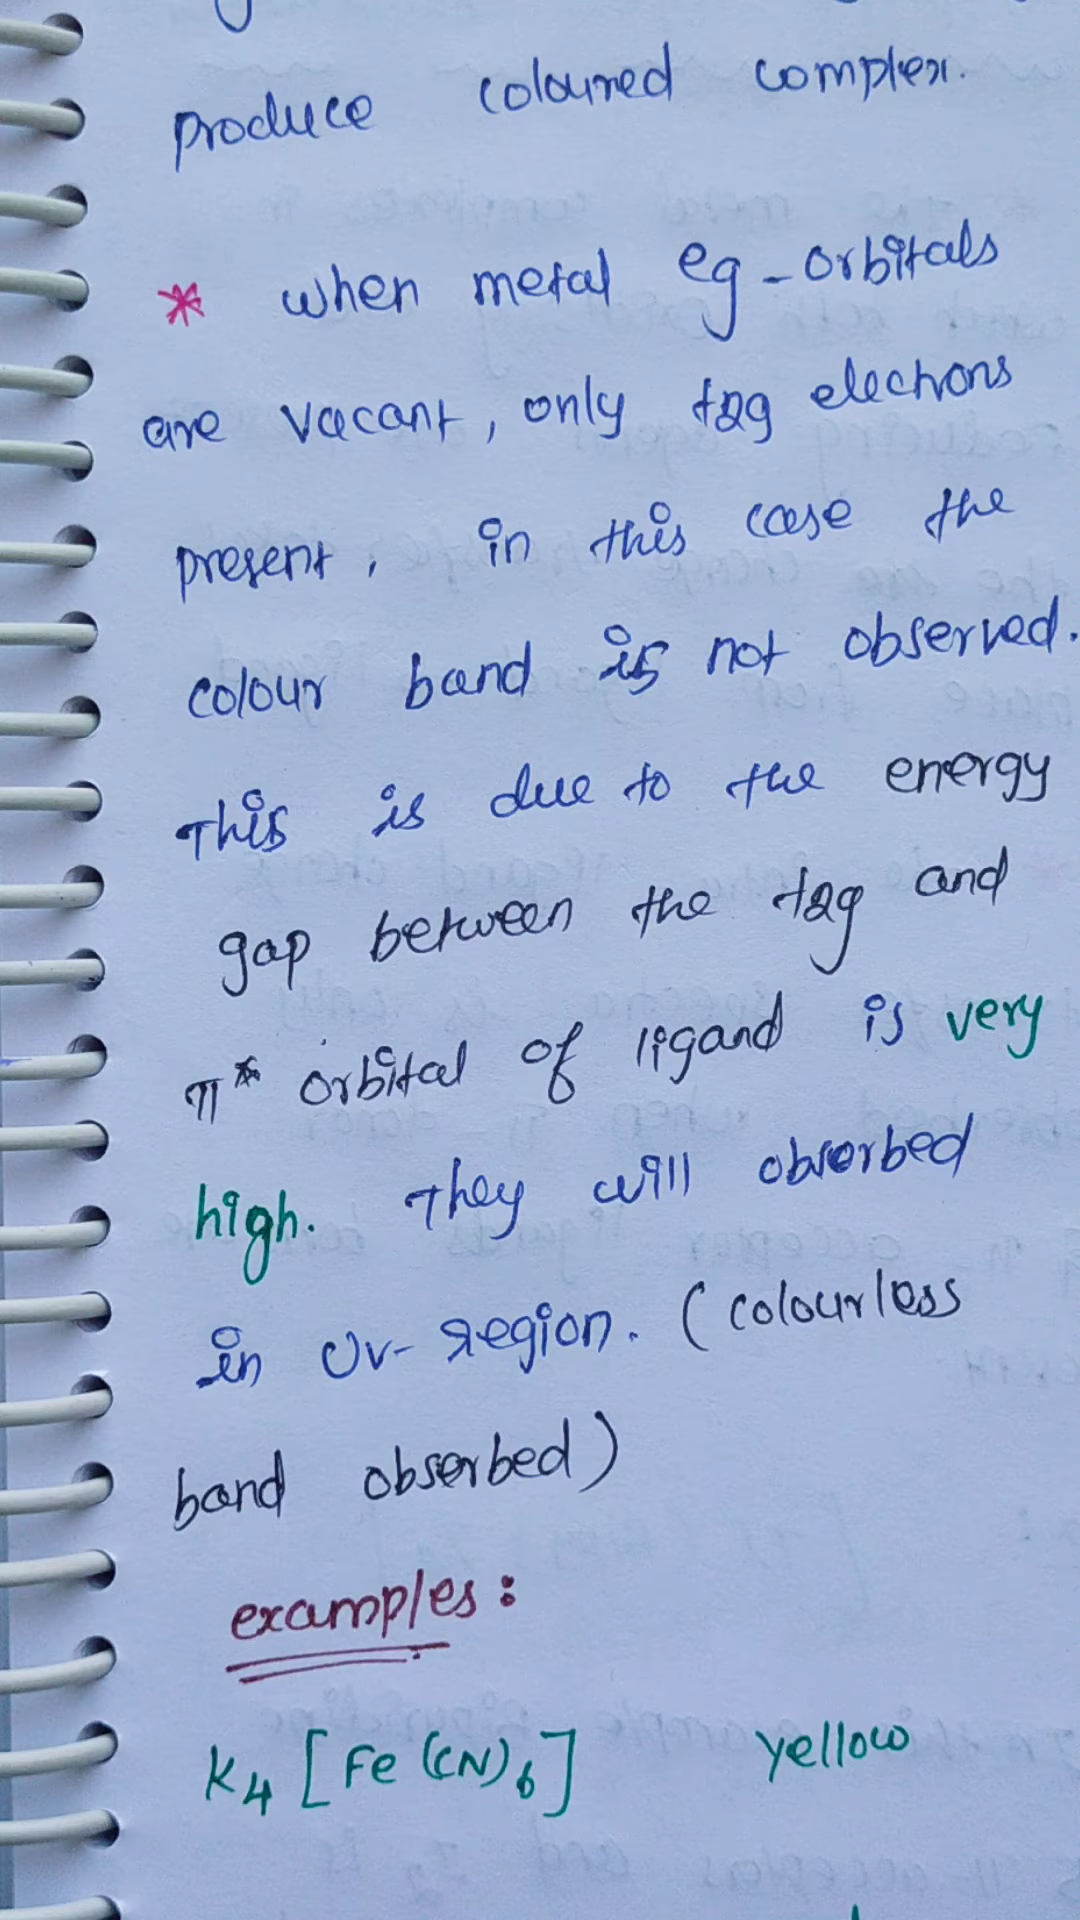 produce coloured complex.
* when metal eg-orbitals
are vacant, only t2g electrons
present, in this case the
colour band is not observed.
This is due to the energy
gap between the t2g and
π* orbital of ligand is very
high. They will obsorbed
in UV-region. (colourless
band obsorbed)
examples:
K4[Fe(CN)6] yellow